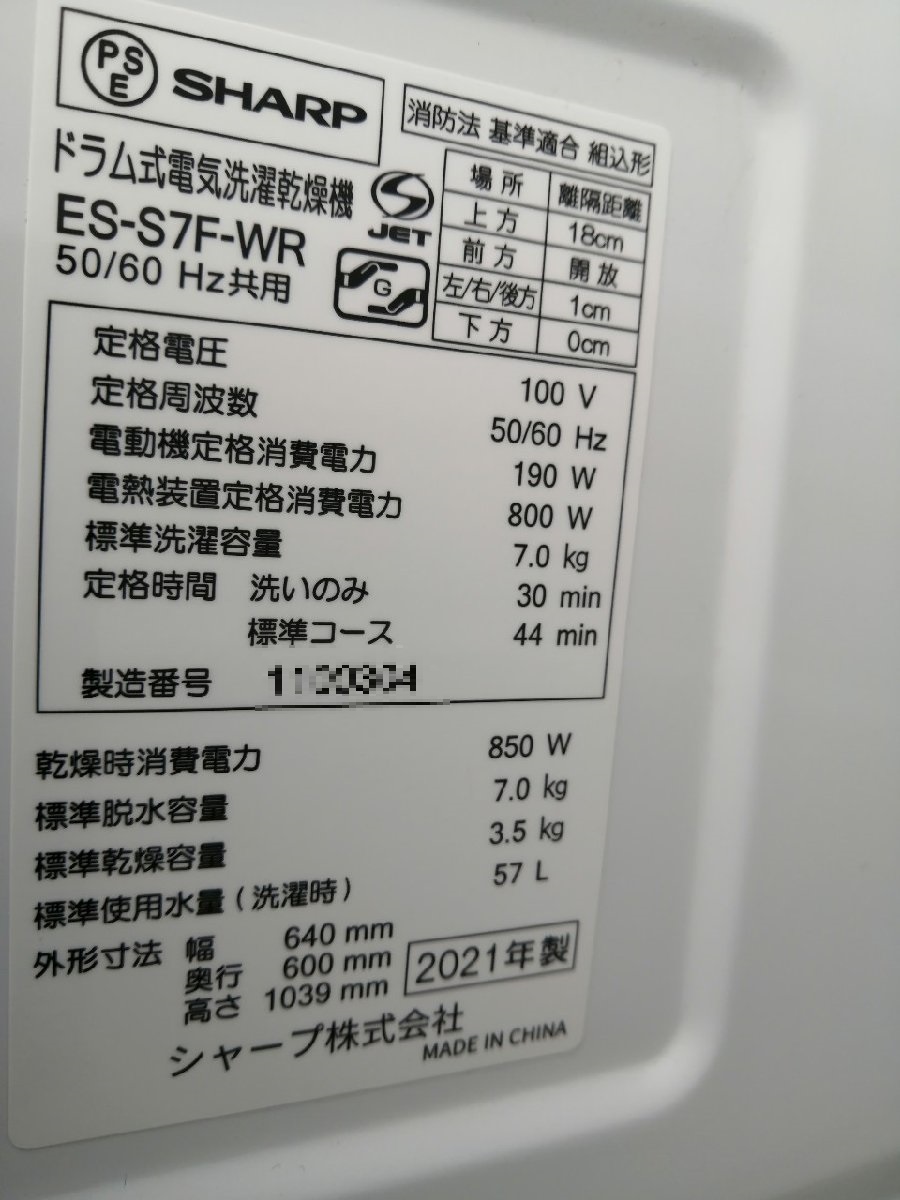 PSE SHARP
消防法 基準適合 組込形
ドラム式電気洗濯乾燥機
ES-S7F-WR
50/60 Hz共用
JET
G
場所 離隔距離
上方 18cm
前方 開放
左/右/後方 1cm
下方 0cm
定格電圧 100 V
定格周波数 50/60 Hz
電動機定格消費電力 190 W
電熱装置定格消費電力 800 W
標準洗濯容量 7.0 kg
定格時間 洗いのみ 30 min
標準コース 44 min
製造番号
乾燥時消費電力 850 W
標準脱水容量 7.0 kg
標準乾燥容量 3.5 kg
標準使用水量(洗濯時) 57 L
外形寸法 幅 640 mm
奥行 600 mm
高さ 1039 mm
2021年製
シャープ株式会社
MADE IN CHINA